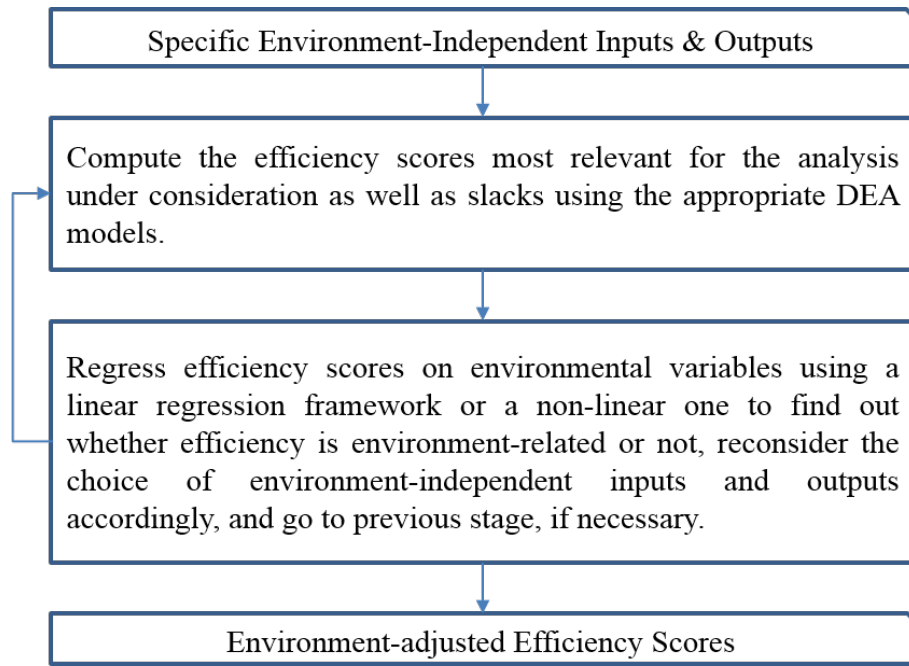 Specific Environment-Independent Inputs & Outputs
Compute the efficiency scores most relevant for the analysis
under consideration as well as slacks using the appropriate DEA
models.
Regress efficiency scores on environmental variables using a
linear regression framework or a non-linear one to find out
whether efficiency is environment-related or not, reconsider the
choice of environment-independent inputs and outputs
accordingly, and go to previous stage, if necessary.
Environment-adjusted Efficiency Scores